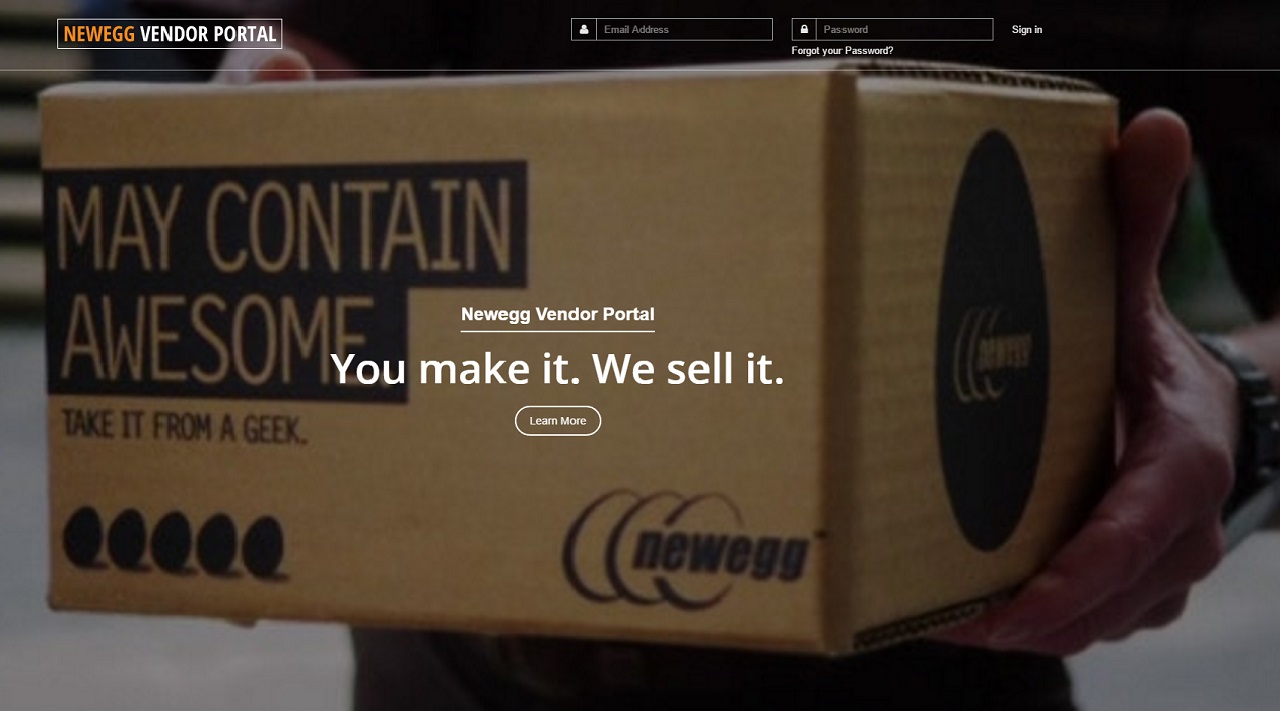 NEWEGG VENDOR PORTAL
Email Address
Password
Sign in
Forgot your Password?
MAY CONTAIN
AWESOME
TAKE IT FROM A GEEK.
Newegg Vendor Portal
You make it. We sell it.
Learn More
newegg
newegg